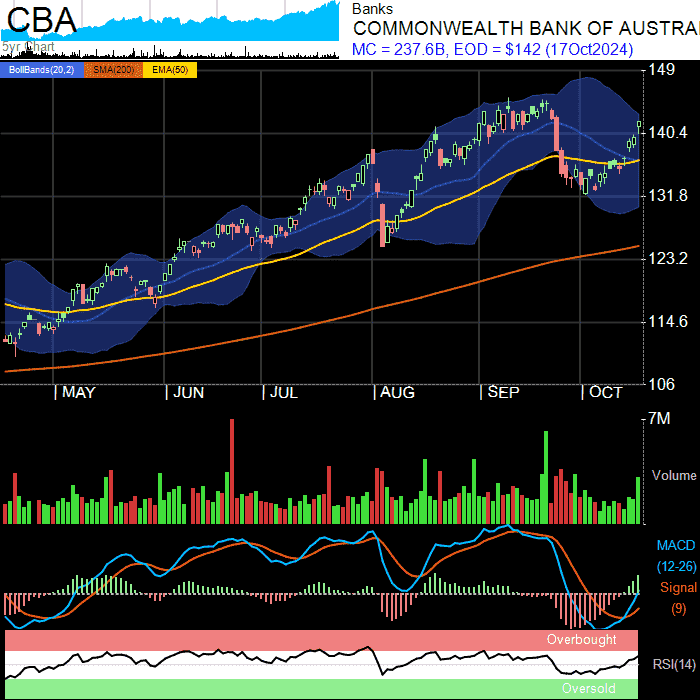 CBA
5yr Chart
Banks
COMMONWEALTH BANK OF AUSTRA
MC = 237.6B, EOD = $142 (17Oct2024)
BollBands(20,2) SMA(200) EMA(50)
149
140.4
131.8
123.2
114.6
106
MAY JUN JUL AUG SEP OCT
7M
Volume
MACD
(12-26)
Signal
(9)
Overbought
RSI(14)
Oversold